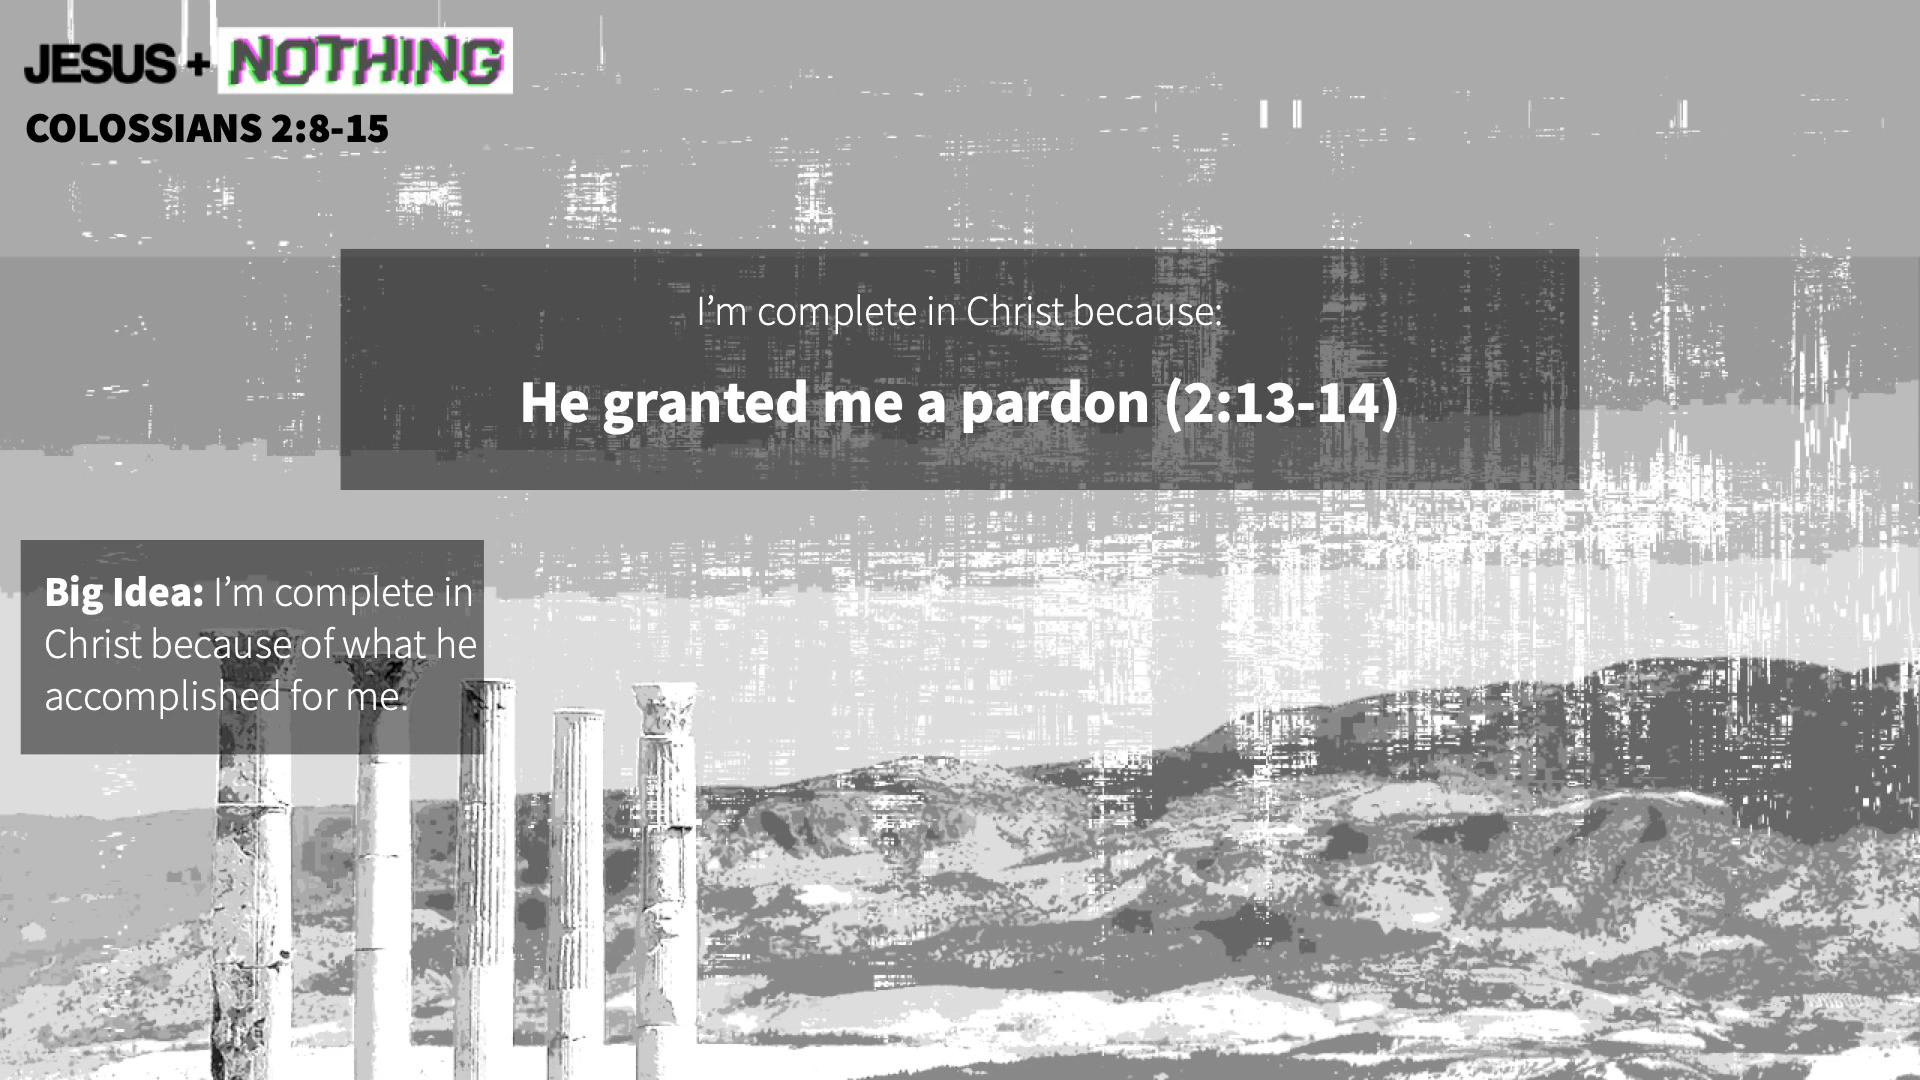 JESUS + NOTHING
COLOSSIANS 2:8-15
I’m complete in Christ because:
He granted me a pardon (2:13-14)
Big Idea: I’m complete in
Christ because of what he
accomplished for me.